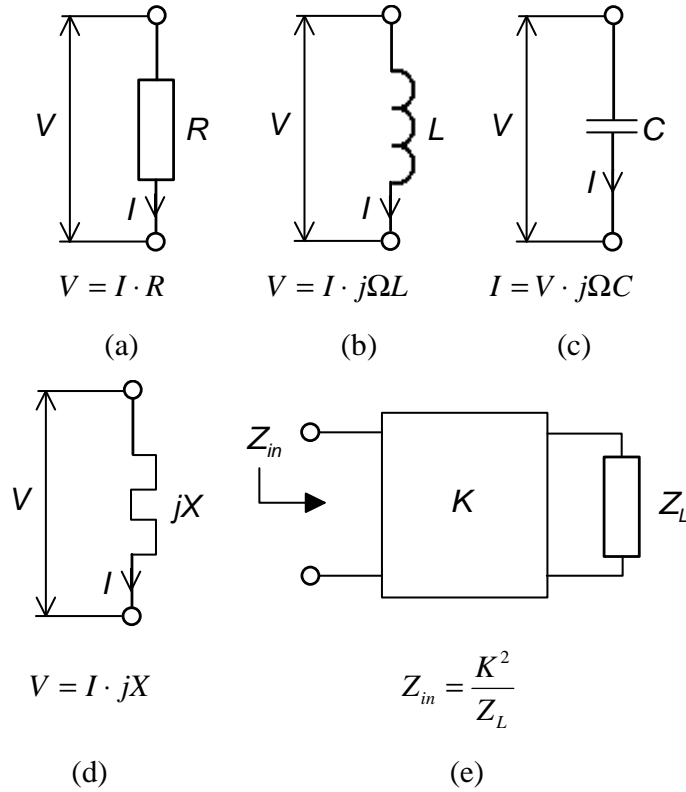 V R I V L I V C I
V = I · R V = I · jΩL I = V · jΩC
(a) (b) (c)
V jX I Z_in K Z_L
V = I · jX Z_in = K^2 / Z_L
(d) (e)